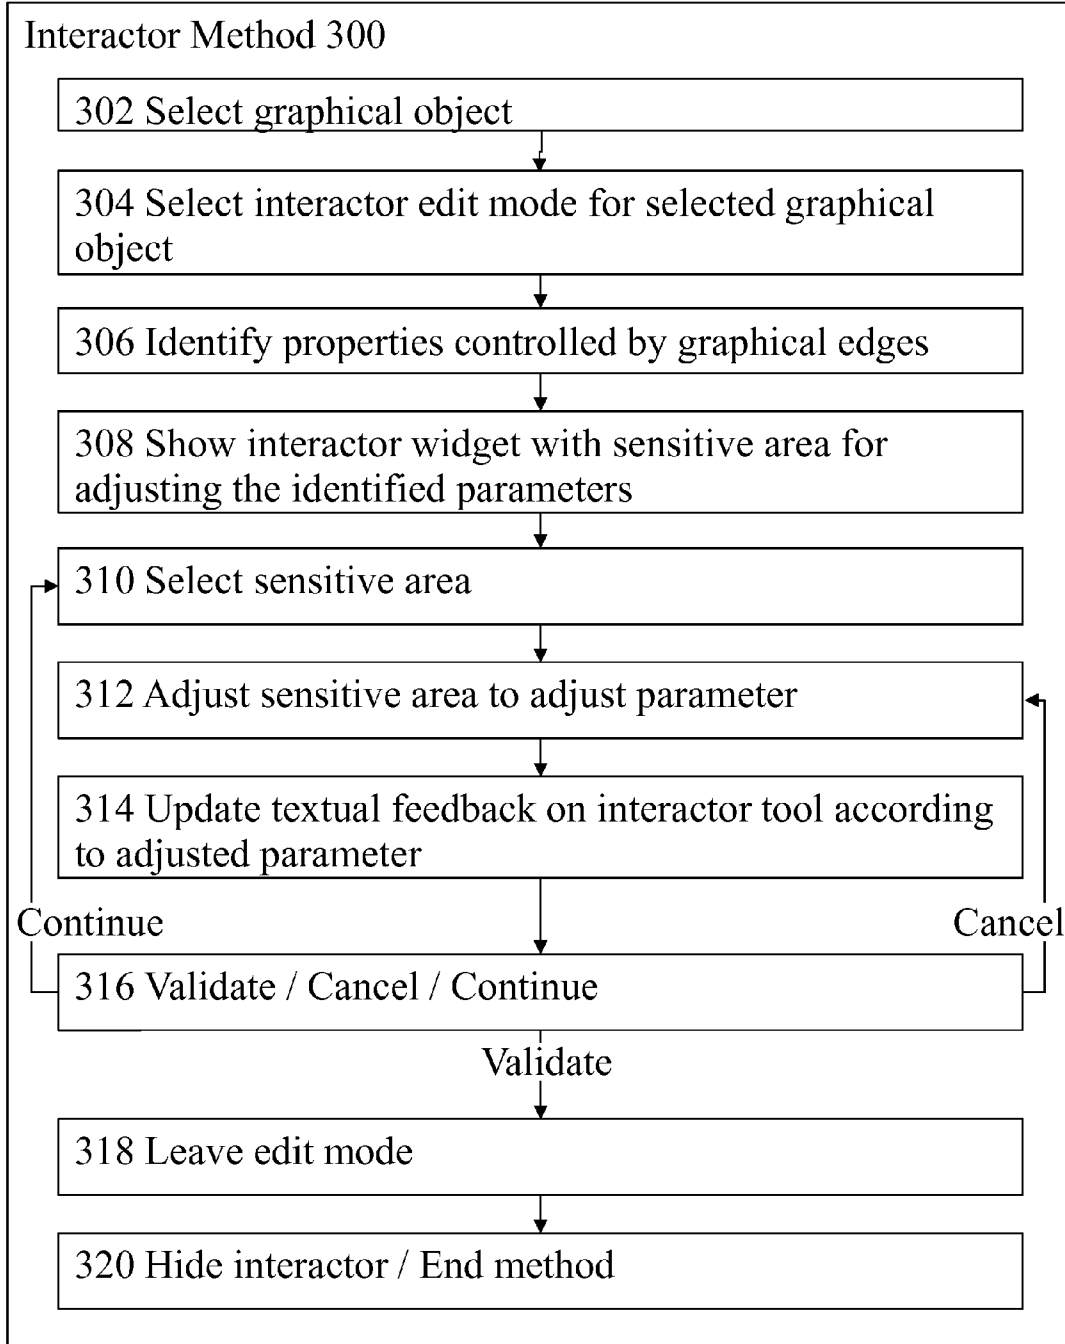 Interactor Method 300
302 Select graphical object
304 Select interactor edit mode for selected graphical
object
306 Identify properties controlled by graphical edges
308 Show interactor widget with sensitive area for
adjusting the identified parameters
310 Select sensitive area
312 Adjust sensitive area to adjust parameter
314 Update textual feedback on interactor tool according
to adjusted parameter
Continue
Cancel
316 Validate / Cancel / Continue
Validate
318 Leave edit mode
320 Hide interactor / End method